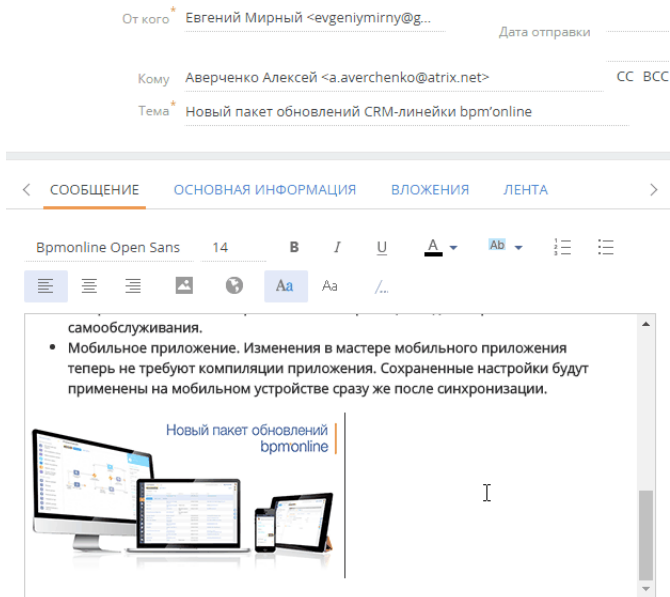 От кого* Евгений Мирный <evgeniymirny@g...
Дата отправки
Кому Аверченко Алексей <a.averchenko@atrix.net> CC BCC
Тема* Новый пакет обновлений CRM-линейки bpm’online
СООБЩЕНИЕ ОСНОВНАЯ ИНФОРМАЦИЯ ВЛОЖЕНИЯ ЛЕНТА
Bpmonline Open Sans 14 B I U A Ab
Aa Aa /...
самообслуживания.
• Мобильное приложение. Изменения в мастере мобильного приложения
теперь не требуют компиляции приложения. Сохраненные настройки будут
применены на мобильном устройстве сразу же после синхронизации.
Новый пакет обновлений
bpmonline